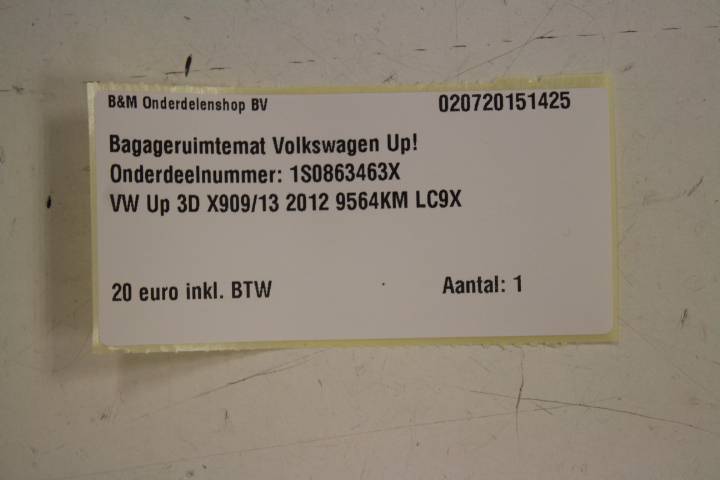 B&M Onderdelenshop BV 020720151425
Bagageruimtemat Volkswagen Up!
Onderdeelnummer: 1S0863463X
VW Up 3D X909/13 2012 9564KM LC9X
20 euro inkl. BTW Aantal: 1